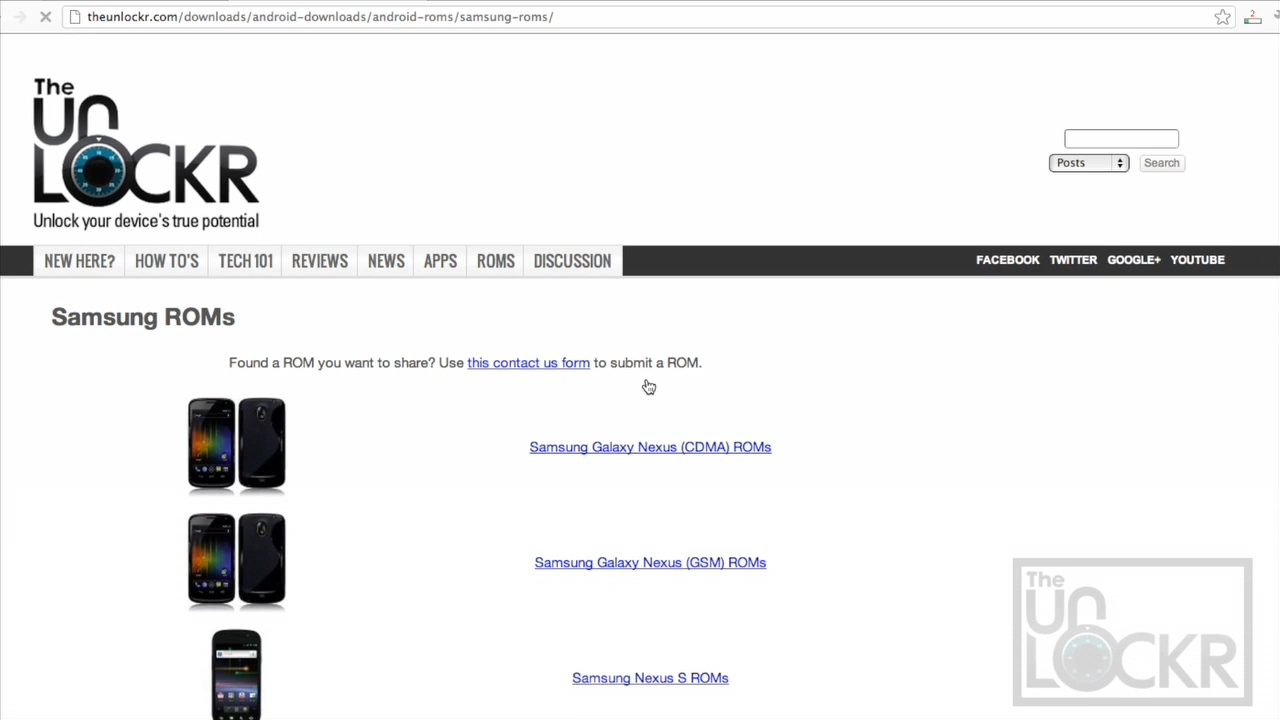 theunlockr.com/downloads/android-downloads/android-roms/samsung-roms/
2
The
UN
LOCKR
Unlock your device's true potential
Posts
Search
NEW HERE? HOW TO'S TECH 101 REVIEWS NEWS APPS ROMS DISCUSSION
FACEBOOK TWITTER GOOGLE+ YOUTUBE
Samsung ROMs
Found a ROM you want to share? Use this contact us form to submit a ROM.
Samsung Galaxy Nexus (CDMA) ROMs
Samsung Galaxy Nexus (GSM) ROMs
Samsung Nexus S ROMs
The
UN
LOCKR